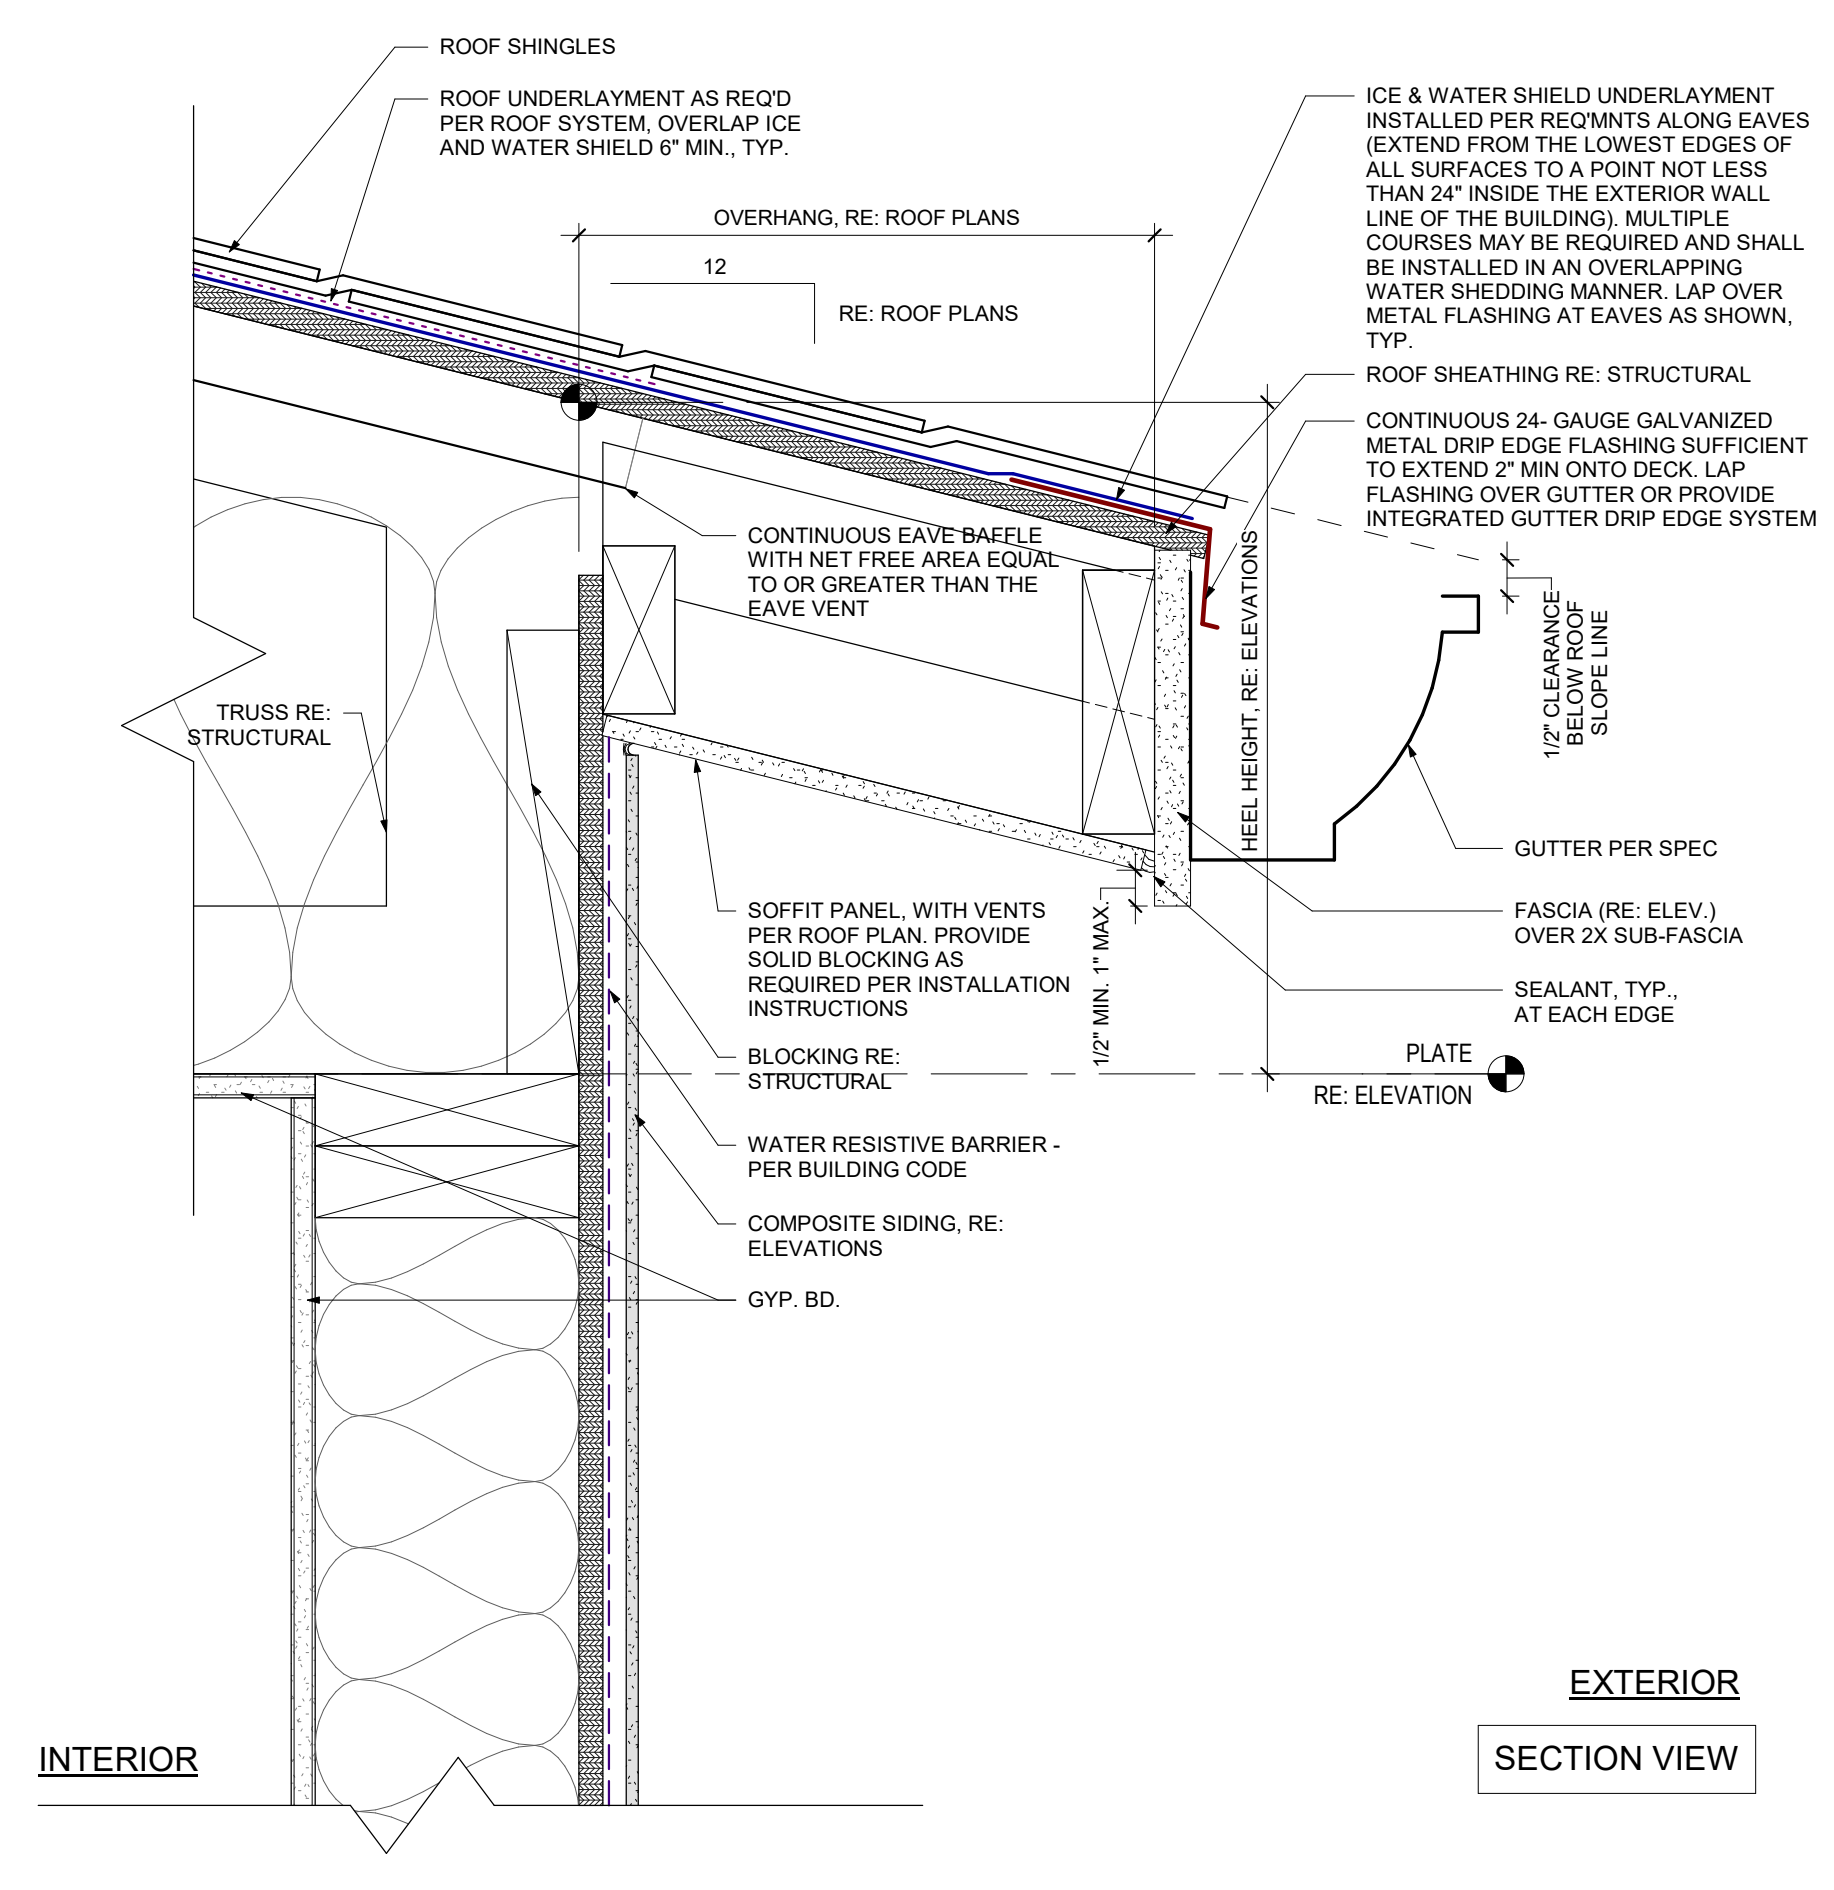 ROOF SHINGLES
ROOF UNDERLAYMENT AS REQ'D
PER ROOF SYSTEM, OVERLAP ICE
AND WATER SHIELD 6" MIN., TYP.
OVERHANG, RE: ROOF PLANS
12
RE: ROOF PLANS
ICE & WATER SHIELD UNDERLAYMENT
INSTALLED PER REQ'MNTS ALONG EAVES
(EXTEND FROM THE LOWEST EDGES OF
ALL SURFACES TO A POINT NOT LESS
THAN 24" INSIDE THE EXTERIOR WALL
LINE OF THE BUILDING). MULTIPLE
COURSES MAY BE REQUIRED AND SHALL
BE INSTALLED IN AN OVERLAPPING
WATER SHEDDING MANNER. LAP OVER
METAL FLASHING AT EAVES AS SHOWN,
TYP.
ROOF SHEATHING RE: STRUCTURAL
CONTINUOUS 24- GAUGE GALVANIZED
METAL DRIP EDGE FLASHING SUFFICIENT
TO EXTEND 2" MIN ONTO DECK. LAP
FLASHING OVER GUTTER OR PROVIDE
INTEGRATED GUTTER DRIP EDGE SYSTEM
CONTINUOUS EAVE BAFFLE
WITH NET FREE AREA EQUAL
TO OR GREATER THAN THE
EAVE VENT
HEEL HEIGHT, RE: ELEVATIONS
1/2" CLEARANCE
BELOW ROOF
SLOPE LINE
TRUSS RE:
STRUCTURAL
GUTTER PER SPEC
SOFFIT PANEL, WITH VENTS
PER ROOF PLAN. PROVIDE
SOLID BLOCKING AS
REQUIRED PER INSTALLATION
INSTRUCTIONS
1/2" MIN. 1" MAX.
FASCIA (RE: ELEV.)
OVER 2X SUB-FASCIA
SEALANT, TYP.,
AT EACH EDGE
BLOCKING RE:
STRUCTURAL
PLATE
RE: ELEVATION
WATER RESISTIVE BARRIER -
PER BUILDING CODE
COMPOSITE SIDING, RE:
ELEVATIONS
GYP. BD.
EXTERIOR
INTERIOR
SECTION VIEW